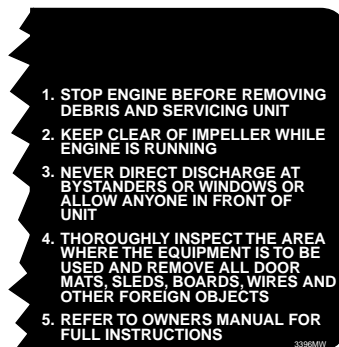 1. STOP ENGINE BEFORE REMOVING
DEBRIS AND SERVICING UNIT
2. KEEP CLEAR OF IMPELLER WHILE
ENGINE IS RUNNING
3. NEVER DIRECT DISCHARGE AT
BYSTANDERS OR WINDOWS OR
ALLOW ANYONE IN FRONT OF
UNIT
4. THOROUGHLY INSPECT THE AREA
WHERE THE EQUIPMENT IS TO BE
USED AND REMOVE ALL DOOR
MATS, SLEDS, BOARDS, WIRES AND
OTHER FOREIGN OBJECTS
5. REFER TO OWNERS MANUAL FOR
FULL INSTRUCTIONS
3396MW